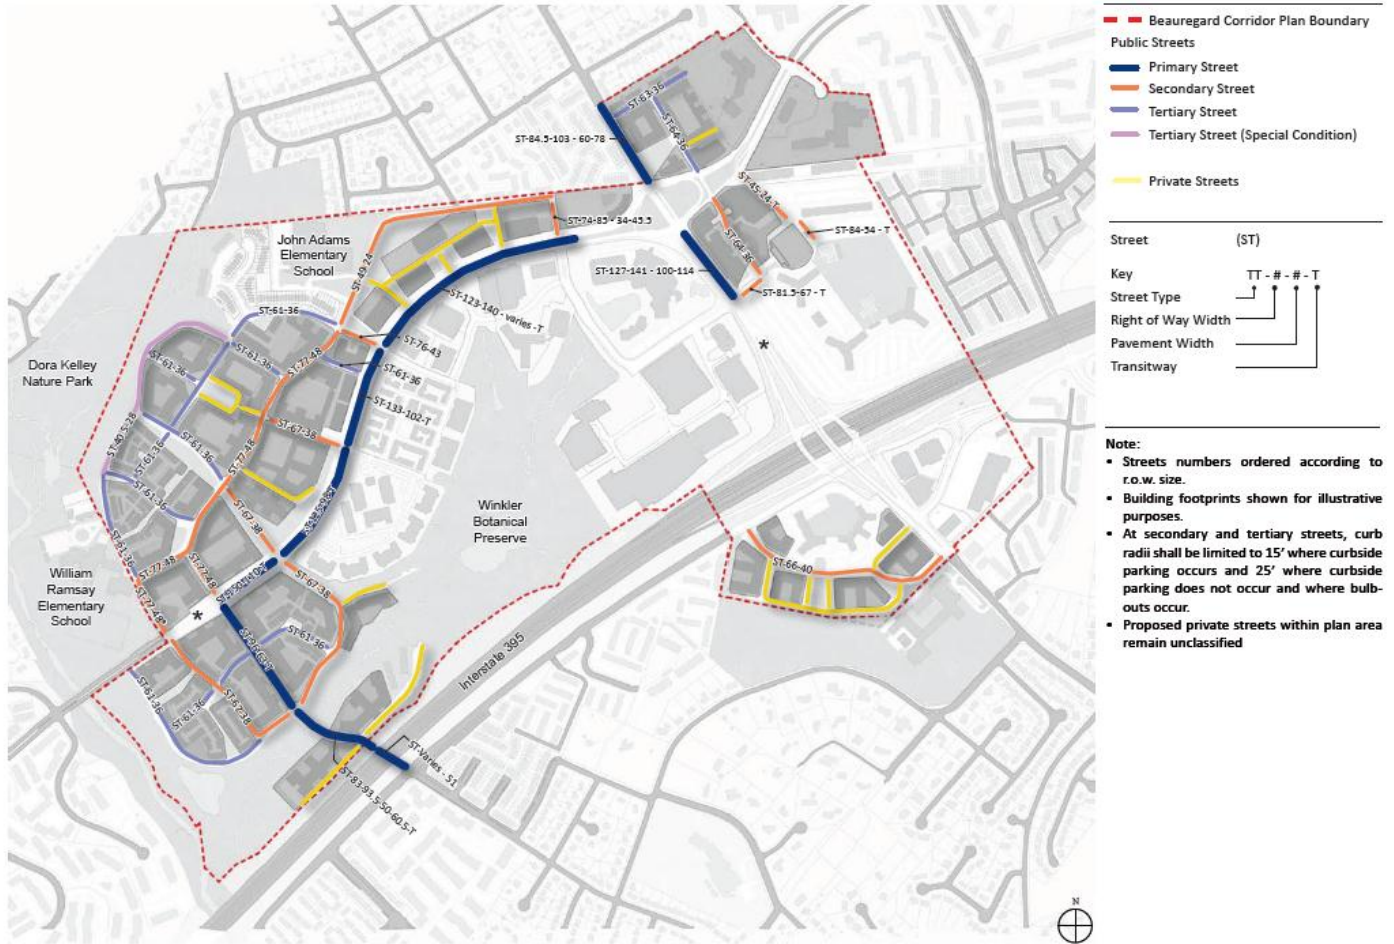 Beauregard Corridor Plan Boundary
Public Streets
Primary Street
Secondary Street
Tertiary Street
Tertiary Street (Special Condition)
Private Streets
Street (ST)
Key TT - # - # - T
Street Type
Right of Way Width
Pavement Width
Transitway
Note:
• Streets numbers ordered according to
r.o.w. size.
• Building footprints shown for illustrative
purposes.
• At secondary and tertiary streets, curb
radii shall be limited to 15’ where curbside
parking occurs and 25’ where curbside
parking does not occur and where bulb-
outs occur.
• Proposed private streets within plan area
remain unclassified
ST-63-36
ST-64-36
ST-84.5-103 - 60-78
ST-45-24-T
ST-84-54 - T
ST-74-85 - 34-45.5
ST-64-36
ST-127-141 - 100-114
ST-81.5-67 - T
John Adams
Elementary
School
ST-49-24
ST-123-140 - varies -T
ST-61-36
ST-76-43
ST-77-48
ST-61-36
ST-61-36
ST-61-36
Dora Kelley
Nature Park
ST-133-102-T
ST-67-38
ST-40.5-28
ST-61-36
ST-61-36
ST-77-48
ST-61-36
ST-67-38
Winkler
Botanical
Preserve
ST-61-36
ST-77-48
ST-77-48
ST-77-48*
ST-67-38
William
Ramsay
Elementary
School
*
*
ST-66-40
ST-61-36
ST-61-36
ST-61-36
ST-67-38
Interstate 395
ST-Varies - 51
ST-83-93.5-50-60.5-T
N